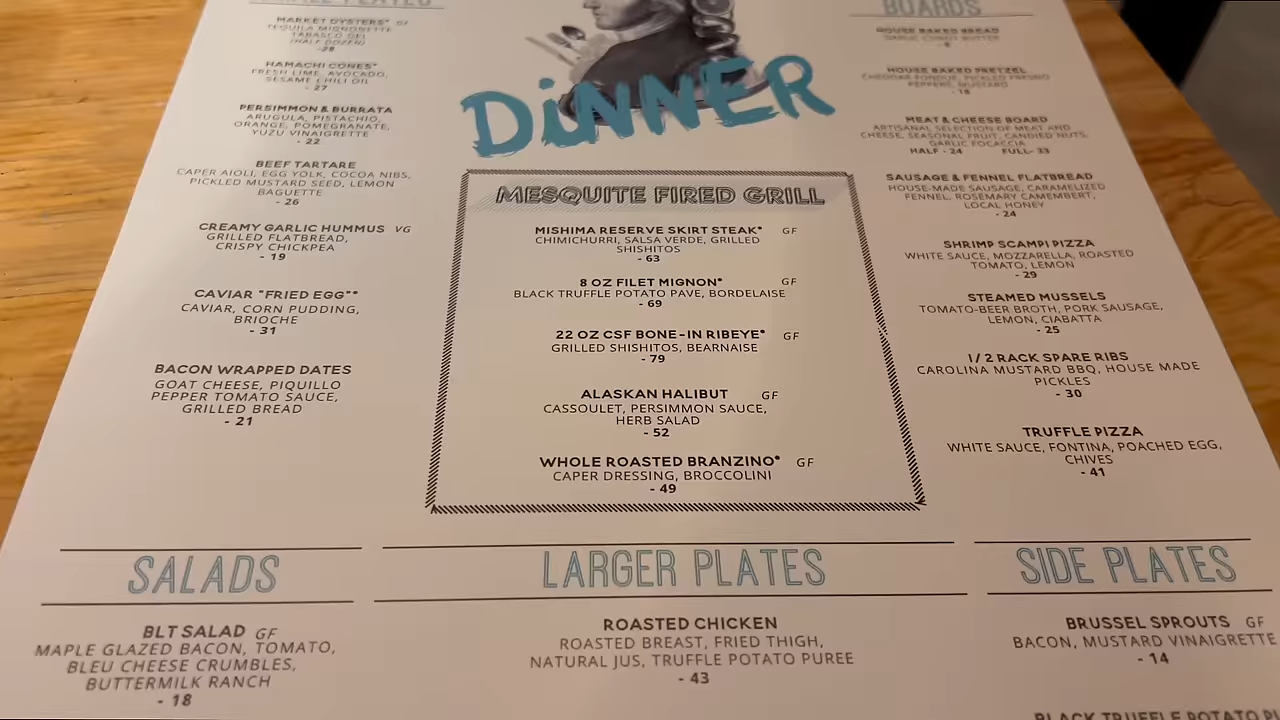 SMALL PLATES
MARKET OYSTERS* GF
TEQUILA MIGNONETTE
TABASCO GEL
(HALF DOZEN)
-28
HAMACHI CONES*
FRESH LIME, AVOCADO,
SESAME CHILI OIL
- 27
PERSIMMON & BURRATA
ARUGULA, PISTACHIO,
ORANGE, POMEGRANATE,
YUZU VINAIGRETTE
- 22
BEEF TARTARE
CAPER AIOLI, EGG YOLK, COCOA NIBS,
PICKLED MUSTARD SEED, LEMON
BAGUETTE
- 26
CREAMY GARLIC HUMMUS VG
GRILLED FLATBREAD,
CRISPY CHICKPEA
- 19
CAVIAR "FRIED EGG"*
CAVIAR, CORN PUDDING,
BRIOCHE
- 31
BACON WRAPPED DATES
GOAT CHEESE, PIQUILLO
PEPPER TOMATO SAUCE,
GRILLED BREAD
- 21
DiNNER
MESQUITE FIRED GRILL
MISHIMA RESERVE SKIRT STEAK* GF
CHIMICHURRI, SALSA VERDE, GRILLED
SHISHITOS
- 63
8 OZ FILET MIGNON* GF
BLACK TRUFFLE POTATO PAVE, BORDELAISE
- 69
22 OZ CSF BONE-IN RIBEYE* GF
GRILLED SHISHITOS, BEARNAISE
- 79
ALASKAN HALIBUT GF
CASSOULET, PERSIMMON SAUCE,
HERB SALAD
- 52
WHOLE ROASTED BRANZINO* GF
CAPER DRESSING, BROCCOLINI
- 49
BOARDS
HOUSE BAKED BREAD
GARLIC CONFIT BUTTER
HOUSE BAKED PRETZEL
CHEDDAR FONDUE, PICKLED FRESNO
PEPPERS, MUSTARD
- 18
MEAT & CHEESE BOARD
ARTISANAL SELECTION OF MEAT AND
CHEESE, SEASONAL FRUIT, CANDIED NUTS,
GARLIC FOCACCIA
HALF - 24 FULL- 33
SAUSAGE & FENNEL FLATBREAD
HOUSE-MADE SAUSAGE, CARAMELIZED
FENNEL, ROSEMARY CAMEMBERT,
LOCAL HONEY
- 24
SHRIMP SCAMPI PIZZA
WHITE SAUCE, MOZZARELLA, ROASTED
TOMATO, LEMON
- 29
STEAMED MUSSELS
TOMATO-BEER BROTH, PORK SAUSAGE,
LEMON, CIABATTA
- 25
1/2 RACK SPARE RIBS
CAROLINA MUSTARD BBQ, HOUSE MADE
PICKLES
- 30
TRUFFLE PIZZA
WHITE SAUCE, FONTINA, POACHED EGG,
CHIVES
- 41
SALADS
BLT SALAD GF
MAPLE GLAZED BACON, TOMATO,
BLEU CHEESE CRUMBLES,
BUTTERMILK RANCH
- 18
LARGER PLATES
ROASTED CHICKEN
ROASTED BREAST, FRIED THIGH,
NATURAL JUS, TRUFFLE POTATO PUREE
- 43
SIDE PLATES
BRUSSEL SPROUTS GF
BACON, MUSTARD VINAIGRETTE
- 14
BLACK TRUFFLE POTATO